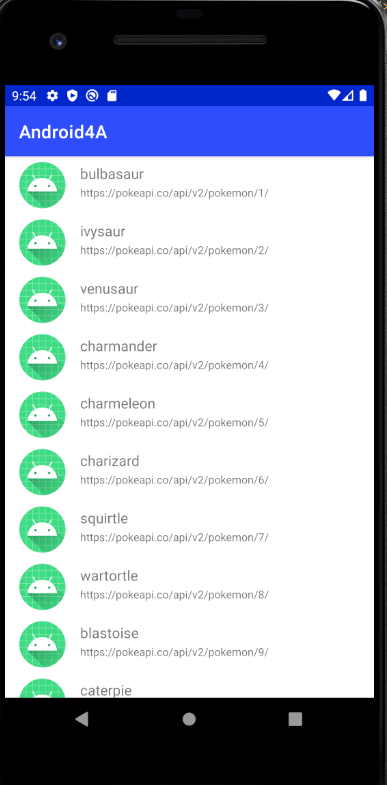 9:54
Android4A
bulbasaur
https://pokeapi.co/api/v2/pokemon/1/
ivysaur
https://pokeapi.co/api/v2/pokemon/2/
venusaur
https://pokeapi.co/api/v2/pokemon/3/
charmander
https://pokeapi.co/api/v2/pokemon/4/
charmeleon
https://pokeapi.co/api/v2/pokemon/5/
charizard
https://pokeapi.co/api/v2/pokemon/6/
squirtle
https://pokeapi.co/api/v2/pokemon/7/
wartortle
https://pokeapi.co/api/v2/pokemon/8/
blastoise
https://pokeapi.co/api/v2/pokemon/9/
caterpie